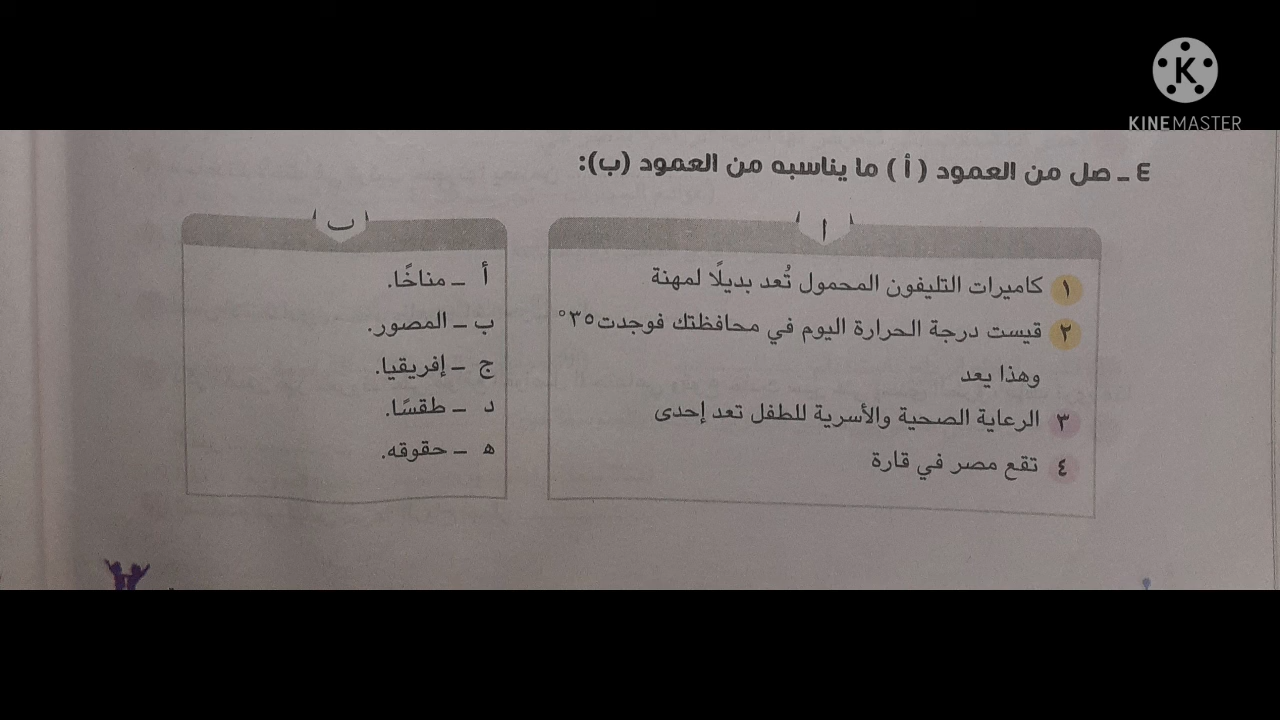 KINEMASTER
٤ ـ صل من العمود ( أ ) ما يناسبه من العمود (ب):
أ
١ كاميرات التليفون المحمول تُعد بديلًا لمهنة
٢ قيست درجة الحرارة اليوم في محافظتك فوجدت ٣٥°
وهذا يعد
٣ الرعاية الصحية والأسرية للطفل تعد إحدى
٤ تقع مصر في قارة
ب
أ ـ مناخًا.
ب ـ المصور.
ج ـ إفريقيا.
د ـ طقسًا.
ه ـ حقوقه.